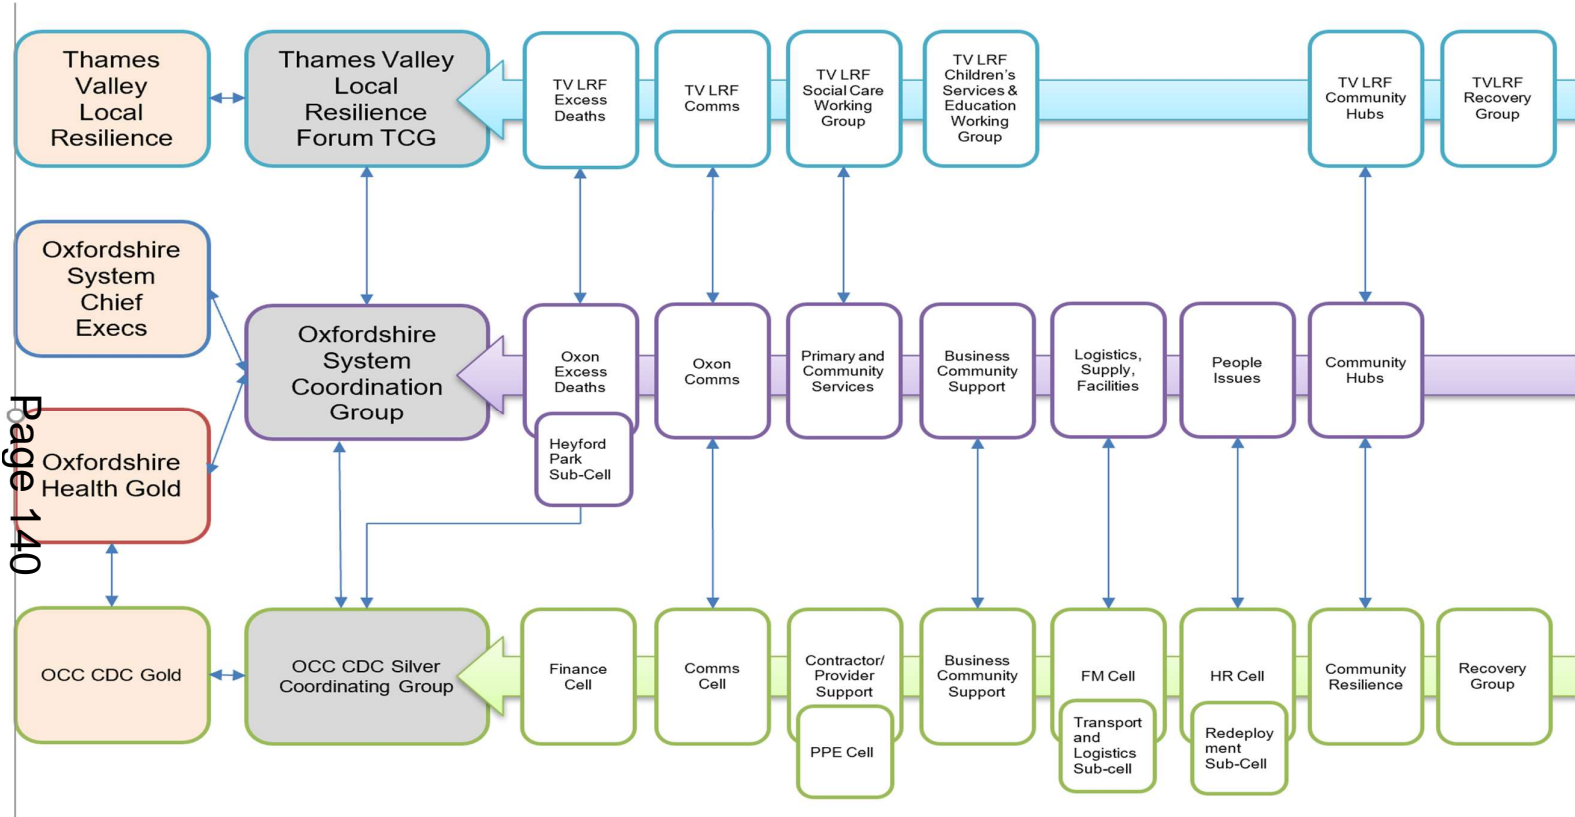 Thames
Valley
Local
Resilience
Thames Valley
Local
Resilience
Forum TCG
TV LRF
Excess
Deaths
TV LRF
Comms
TV LRF
Social Care
Working
Group
TV LRF
Children's
Services &
Education
Working
Group
TV LRF
Community
Hubs
TVLRF
Recovery
Group
Oxfordshire
System
Chief
Execs
Oxfordshire
System
Coordination
Group
Oxon
Excess
Deaths
Heyford
Park
Sub-Cell
Oxon
Comms
Primary and
Community
Services
Business
Community
Support
Logistics,
Supply,
Facilities
People
Issues
Community
Hubs
Oxfordshire
Health Gold
Page 140
OCC CDC Gold
OCC CDC Silver
Coordinating Group
Finance
Cell
Comms
Cell
Contractor/
Provider
Support
PPE Cell
Business
Community
Support
FM Cell
Transport
and
Logistics
Sub-cell
HR Cell
Redeploy
ment
Sub-Cell
Community
Resilience
Recovery
Group